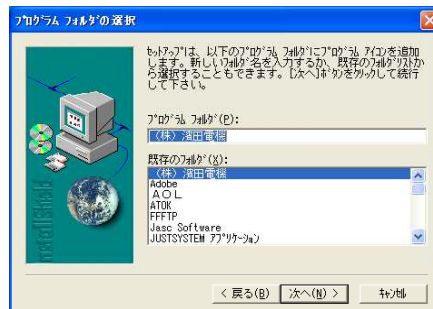 ﾌﾟﾛｸﾞﾗﾑ ﾌｫﾙﾀﾞの選択
ｾｯﾄｱｯﾌﾟは、以下のﾌﾟﾛｸﾞﾗﾑ ﾌｫﾙﾀﾞにﾌﾟﾛｸﾞﾗﾑ ｱｲｺﾝを追加
します。新しいﾌｫﾙﾀﾞ名を入力するか、既存のﾌｫﾙﾀﾞﾘｽﾄか
ら選択することもできます。[次へ]ﾎﾞﾀﾝをｸﾘｯｸして続行
して下さい。
ﾌﾟﾛｸﾞﾗﾑ ﾌｫﾙﾀﾞ(P):
（株）濱田電機
既存のﾌｫﾙﾀﾞ(X):
（株）濱田電機
Adobe
ＡＯＬ
ATOK
FFFTP
Jasc Software
JUSTSYSTEM ｱﾌﾟﾘｹｰｼｮﾝ
InstallShield
< 戻る(B)
次へ(N) >
ｷｬﾝｾﾙ